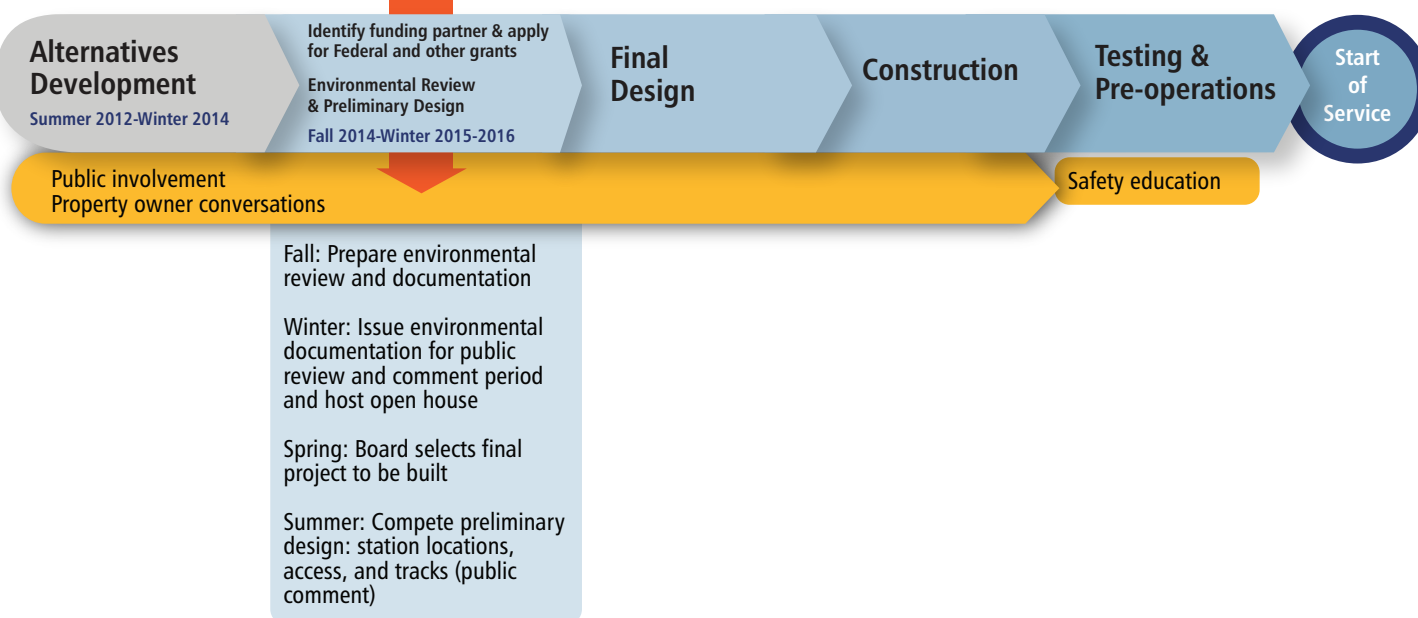 Alternatives
Development
Summer 2012-Winter 2014
Identify funding partner & apply
for Federal and other grants
Environmental Review
& Preliminary Design
Fall 2014-Winter 2015-2016
Final
Design
Construction
Testing &
Pre-operations
Start
of
Service
Public involvement
Property owner conversations
Safety education
Fall: Prepare environmental
review and documentation
Winter: Issue environmental
documentation for public
review and comment period
and host open house
Spring: Board selects final
project to be built
Summer: Compete preliminary
design: station locations,
access, and tracks (public
comment)